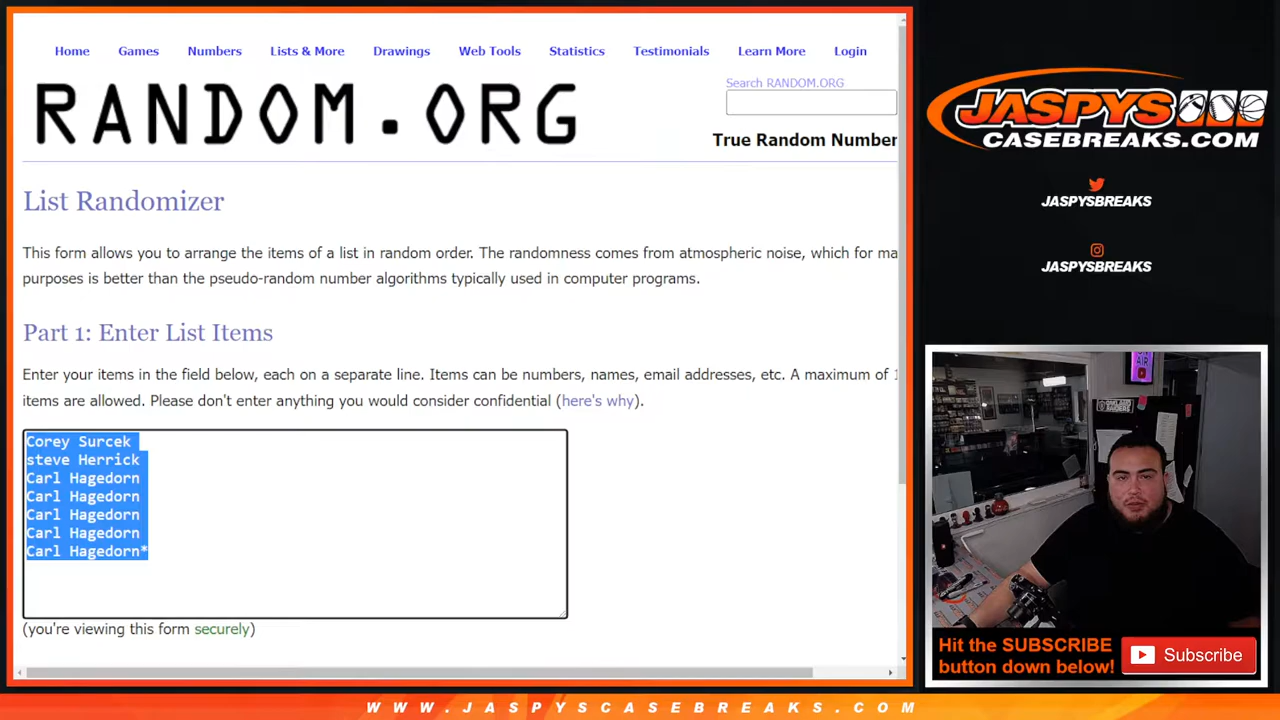 Home Games Numbers Lists & More Drawings Web Tools Statistics Testimonials Learn More Login
RANDOM.ORG
Search RANDOM.ORG
True Random Number
List Randomizer
This form allows you to arrange the items of a list in random order. The randomness comes from atmospheric noise, which for ma
purposes is better than the pseudo-random number algorithms typically used in computer programs.
Part 1: Enter List Items
Enter your items in the field below, each on a separate line. Items can be numbers, names, email addresses, etc. A maximum of 1
items are allowed. Please don't enter anything you would consider confidential (here's why).
Corey Surcek
steve Herrick
Carl Hagedorn
Carl Hagedorn
Carl Hagedorn
Carl Hagedorn
Carl Hagedorn*
(you're viewing this form securely)
JASPYS
CASEBREAKS.COM
JASPYSBREAKS
JASPYSBREAKS
AIR
Hit the SUBSCRIBE
button down below!
Subscribe
WWW.JASPYSCASEBREAKS.COM